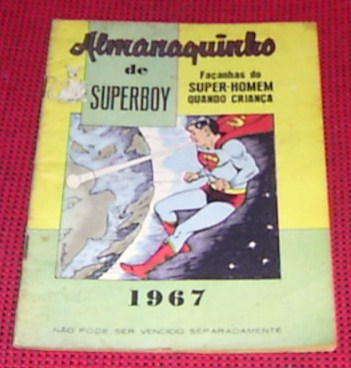 Almanaquinho
de
SUPERBOY
Façanhas do
SUPER-HOMEM
QUANDO CRIANÇA
1967
NÃO PODE SER VENDIDO SEPARADAMENTE